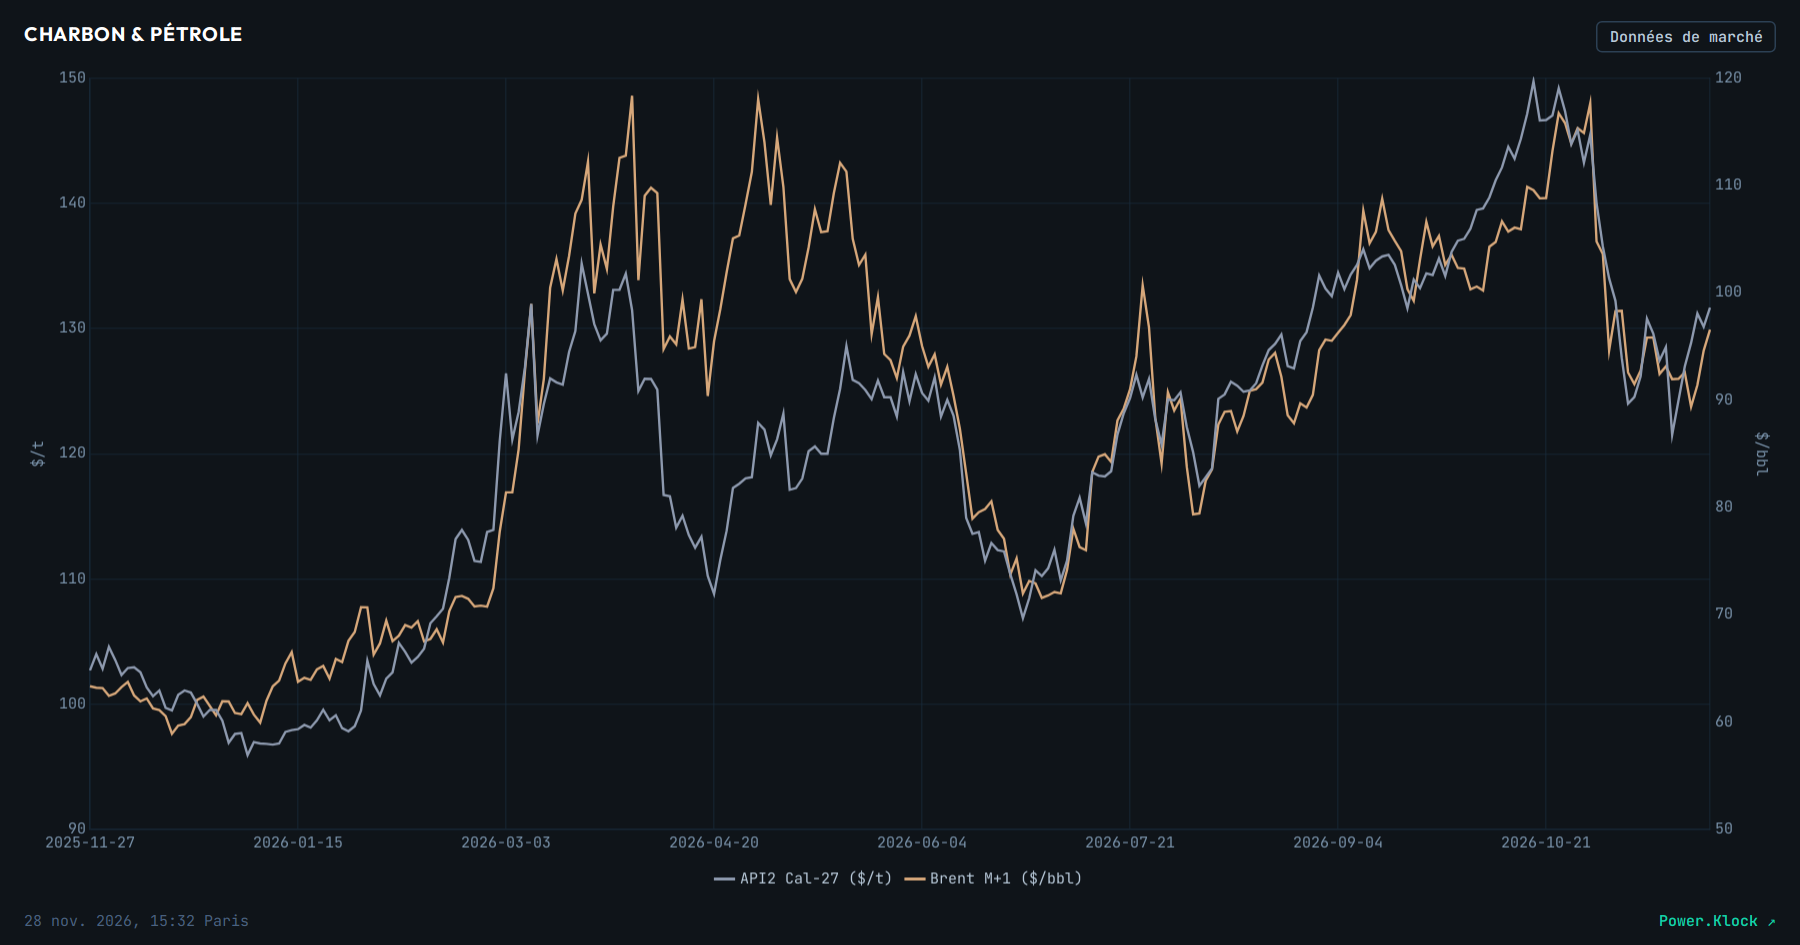 CHARBON & PÉTROLE
Données de marché
150
140
130
120
110
100
90
$/t
120
110
100
90
80
70
60
50
$/bbl
2025-11-27
2026-01-15
2026-03-03
2026-04-20
2026-06-04
2026-07-21
2026-09-04
2026-10-21
API2 Cal-27 ($/t)
Brent M+1 ($/bbl)
28 nov. 2026, 15:32 Paris
Power.Klock ↗